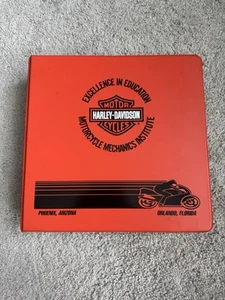 EXCELLENCE IN EDUCATION
MOTOR
HARLEY-DAVIDSON
CYCLES
MOTORCYCLE MECHANICS INSTITUTE
PHOENIX, ARIZONA
ORLANDO, FLORIDA